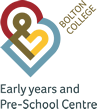 BOLTON
COLLEGE
Early years and
Pre-School Centre